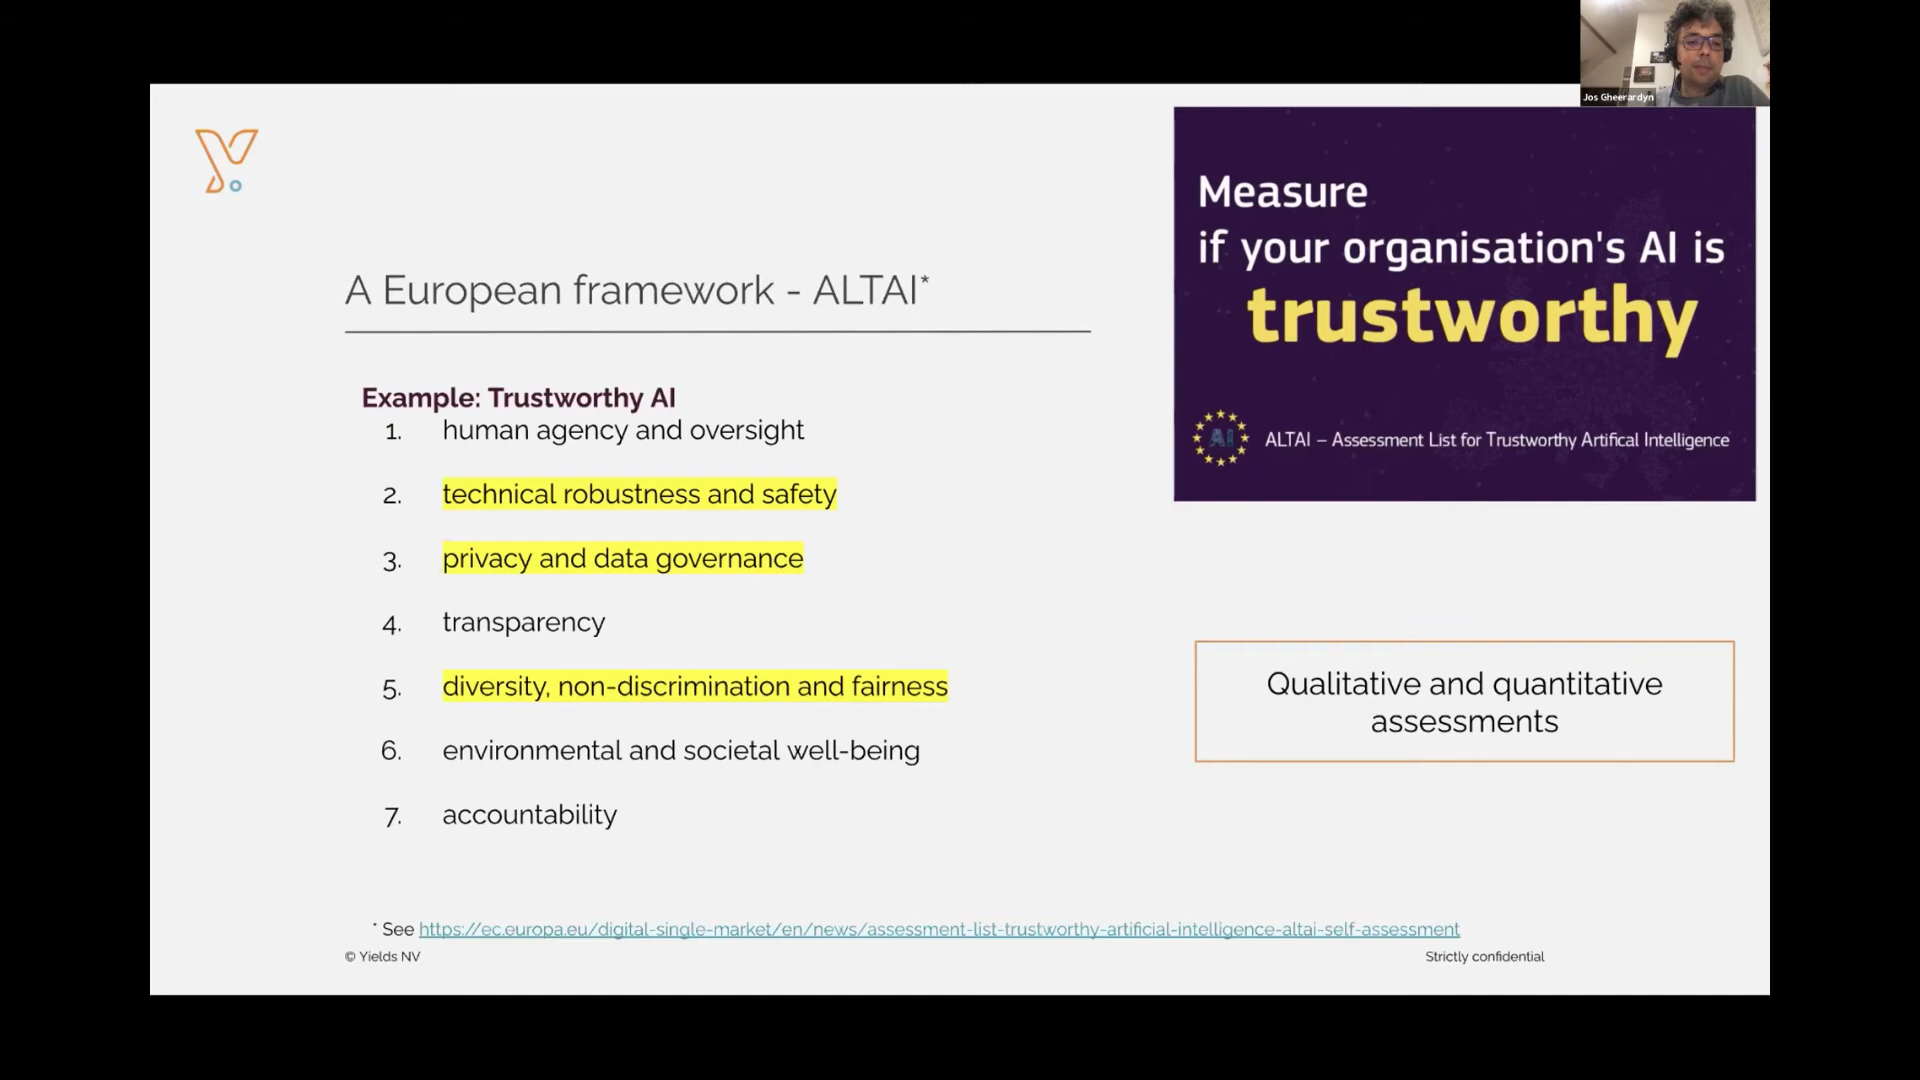 Jos Gheerardyn
Measure
if your organisation's AI is
trustworthy
AI
ALTAI – Assessment List for Trustworthy Artifical Intelligence
A European framework - ALTAI*
Example: Trustworthy AI
1. human agency and oversight
2. technical robustness and safety
3. privacy and data governance
4. transparency
5. diversity, non-discrimination and fairness
6. environmental and societal well-being
7. accountability
Qualitative and quantitative
assessments
* See https://ec.europa.eu/digital-single-market/en/news/assessment-list-trustworthy-artificial-intelligence-altai-self-assessment
© Yields NV
Strictly confidential